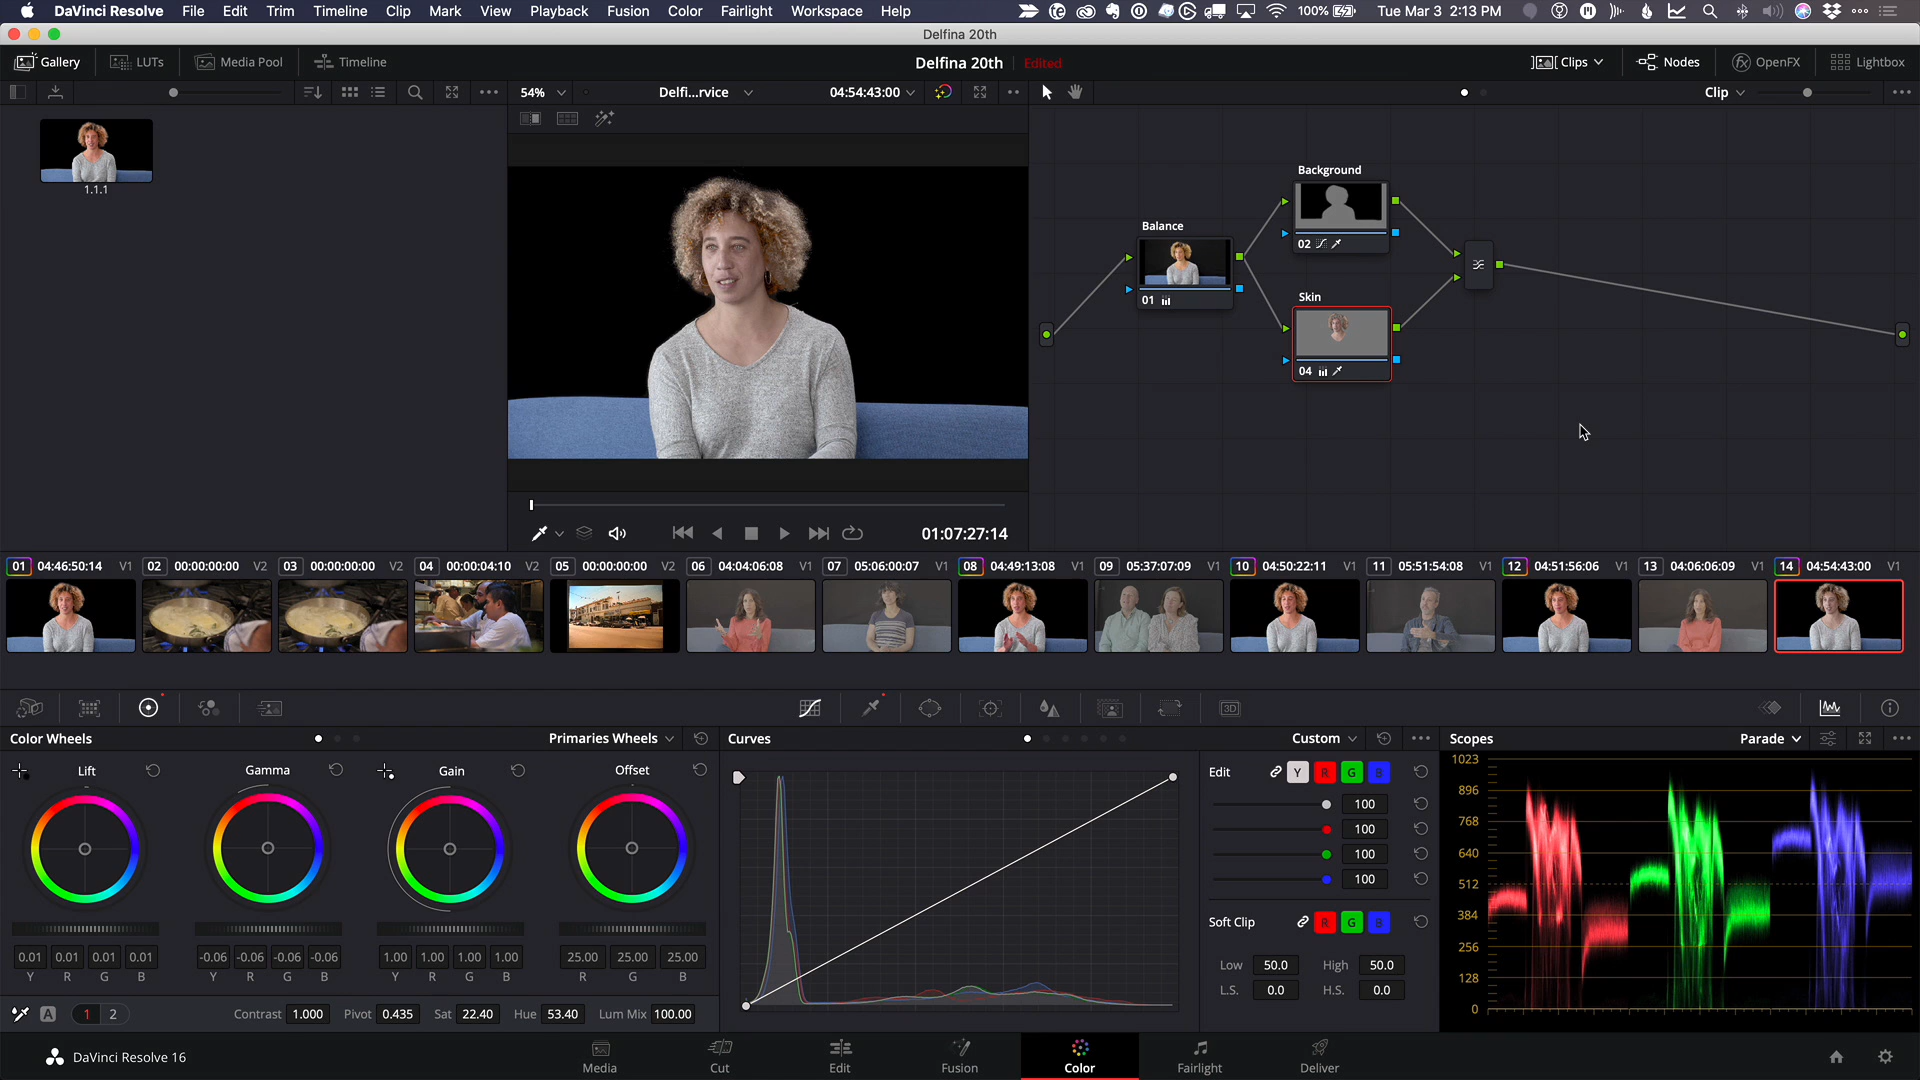 DaVinci Resolve File Edit Trim Timeline Clip Mark View Playback Fusion Color Fairlight Workspace Help 100% Tue Mar 3 2:13 PM
Delfina 20th
Gallery LUTs Media Pool Timeline Delfina 20th Edited Clips Nodes OpenFX Lightbox
54% Delfi...rvice 04:54:43:00 Clip
1.1.1
Background
02
Balance
01
Skin
04
01:07:27:14
01 04:46:50:14 V1 02 00:00:00:00 V2 03 00:00:00:00 V2 04 00:00:04:10 V2 05 00:00:00:00 V2 06 04:04:06:08 V1 07 05:06:00:07 V1 08 04:49:13:08 V1 09 05:37:07:09 V1 10 04:50:22:11 V1 11 05:51:54:08 V1 12 04:51:56:06 V1 13 04:06:06:09 V1 14 04:54:43:00 V1
3D
Color Wheels Primaries Wheels Curves Custom Scopes Parade
Lift Gamma Gain Offset
0.01 0.01 0.01 0.01 -0.06 -0.06 -0.06 -0.06 1.00 1.00 1.00 1.00 25.00 25.00 25.00
Y R G B Y R G B Y R G B R G B
A 1 2 Contrast 1.000 Pivot 0.435 Sat 22.40 Hue 53.40 Lum Mix 100.00
Edit Y R G B
100
100
100
100
Soft Clip R G B
Low 50.0 High 50.0
L.S. 0.0 H.S. 0.0
1023
896
768
640
512
384
256
128
0
DaVinci Resolve 16 Media Cut Edit Fusion Color Fairlight Deliver